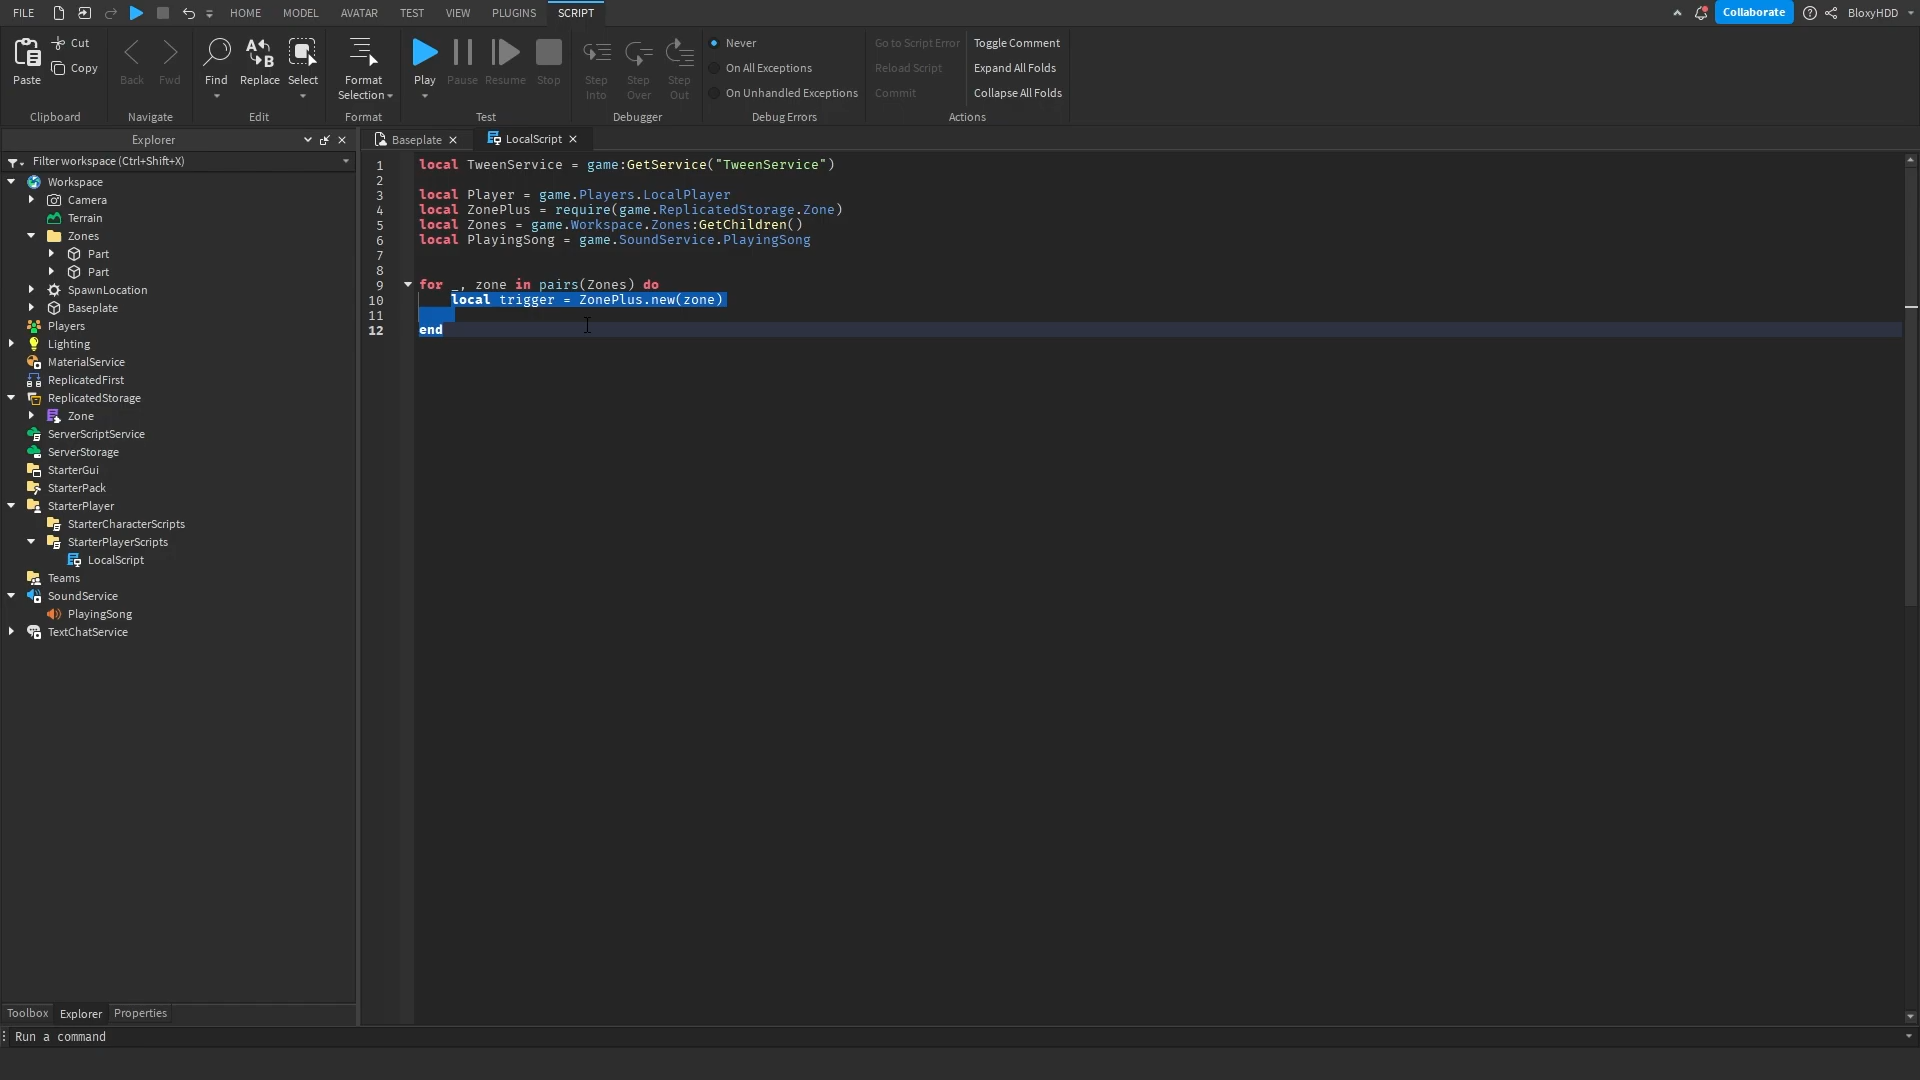 FILE
HOME
MODEL
AVATAR
TEST
VIEW
PLUGINS
SCRIPT
Collaborate
BloxyHDD
Paste
Cut
Copy
Clipboard
Back
Fwd
Navigate
Find
Replace
Select
Edit
Format
Selection
Format
Play
Pause
Resume
Stop
Test
Step
Into
Step
Over
Step
Out
Debugger
Never
On All Exceptions
On Unhandled Exceptions
Debug Errors
Go to Script Error
Reload Script
Commit
Toggle Comment
Expand All Folds
Collapse All Folds
Actions
Explorer
Filter workspace (Ctrl+Shift+X)
Workspace
Camera
Terrain
Zones
Part
Part
SpawnLocation
Baseplate
Players
Lighting
MaterialService
ReplicatedFirst
ReplicatedStorage
Zone
ServerScriptService
ServerStorage
StarterGui
StarterPack
StarterPlayer
StarterCharacterScripts
StarterPlayerScripts
LocalScript
Teams
SoundService
PlayingSong
TextChatService
Toolbox
Explorer
Properties
Run a command
Baseplate
LocalScript
1 local TweenService = game:GetService("TweenService")
2
3 local Player = game.Players.LocalPlayer
4 local ZonePlus = require(game.ReplicatedStorage.Zone)
5 local Zones = game.Workspace.Zones:GetChildren()
6 local PlayingSong = game.SoundService.PlayingSong
7
8
9 for _, zone in pairs(Zones) do
10 local trigger = ZonePlus.new(zone)
11
12 end